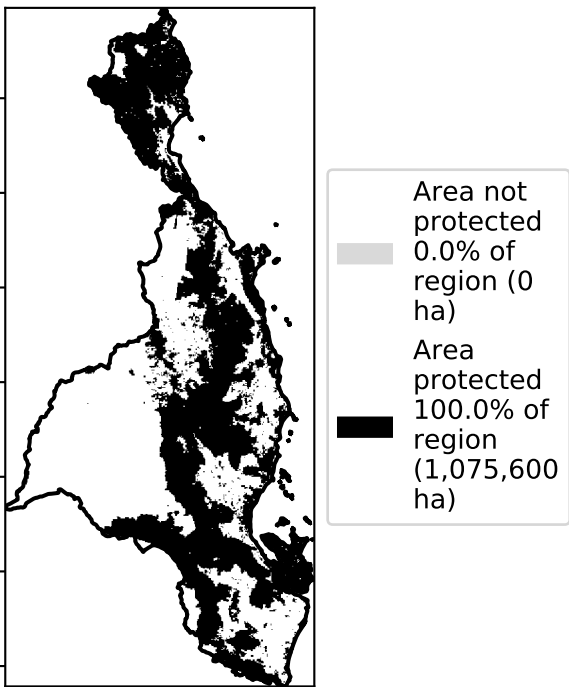 Area not
protected
0.0% of
region (0
ha)
Area
protected
100.0% of
region
(1,075,600
ha)